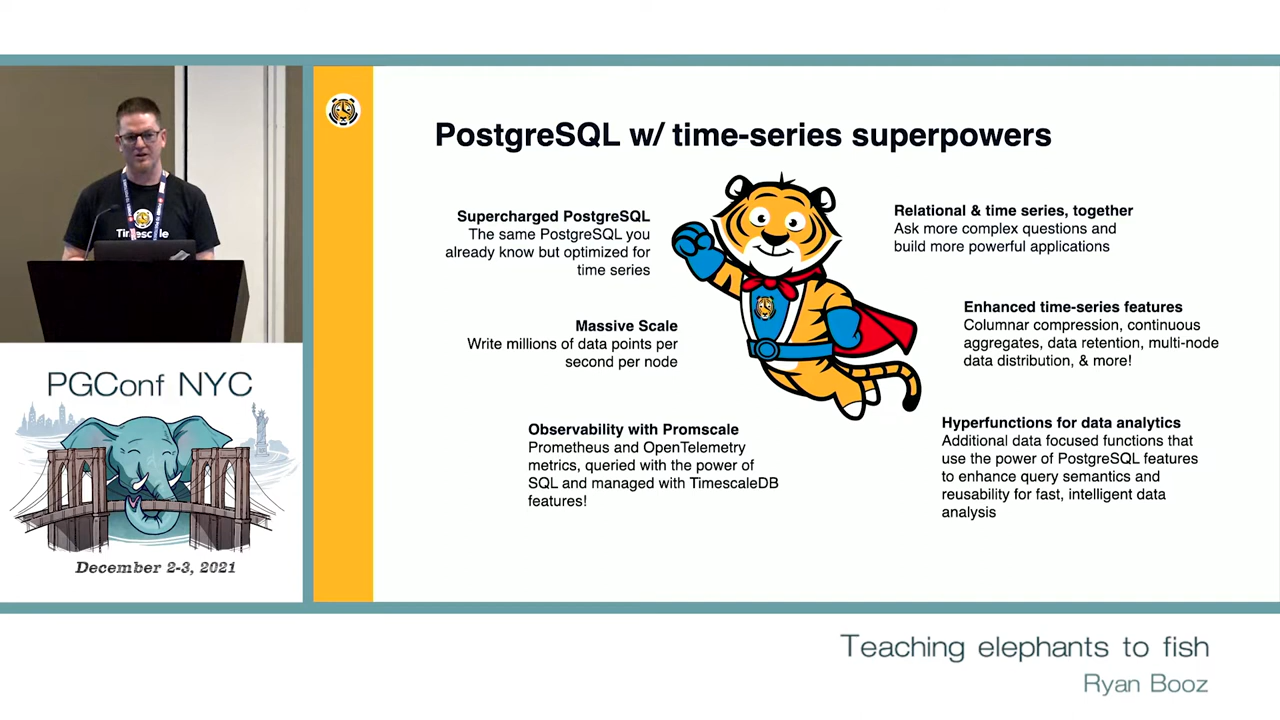 PostgreSQL w/ time-series superpowers
Supercharged PostgreSQL
The same PostgreSQL you
already know but optimized for
time series
Massive Scale
Write millions of data points per
second per node
Observability with Promscale
Prometheus and OpenTelemetry
metrics, queried with the power of
SQL and managed with TimescaleDB
features!
Relational & time series, together
Ask more complex questions and
build more powerful applications
Enhanced time-series features
Columnar compression, continuous
aggregates, data retention, multi-node
data distribution, & more!
Hyperfunctions for data analytics
Additional data focused functions that
use the power of PostgreSQL features
to enhance query semantics and
reusability for fast, intelligent data
analysis
Timescale
PGConf NYC
December 2-3, 2021
Teaching elephants to fish
Ryan Booz